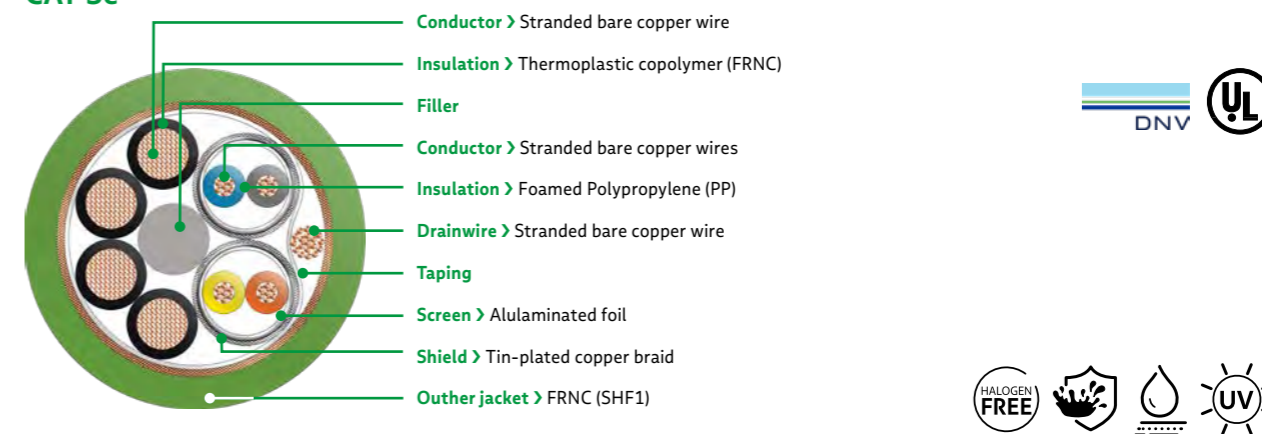 CAT 5e
Conductor › Stranded bare copper wire
Insulation › Thermoplastic copolymer (FRNC)
Filler
Conductor › Stranded bare copper wires
Insulation › Foamed Polypropylene (PP)
Drainwire › Stranded bare copper wire
Taping
Screen › Alulaminated foil
Shield › Tin-plated copper braid
Outher jacket › FRNC (SHF1)
DNV
UL
HALOGEN
FREE
UV